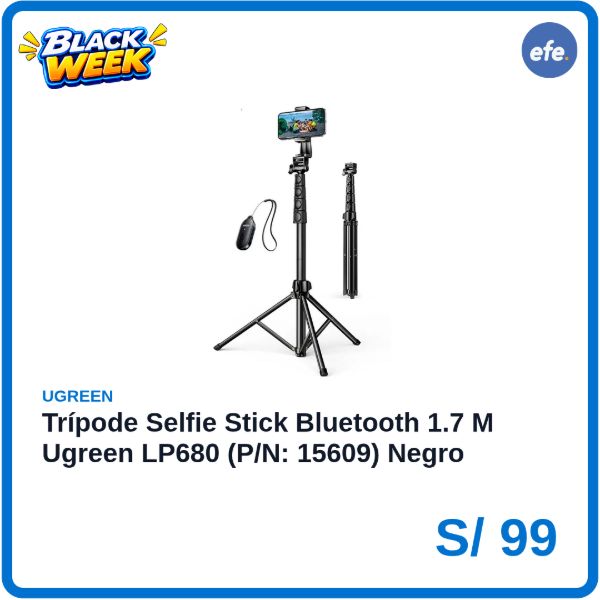 BLACK
WEEK
efe.
UGREEN
Trípode Selfie Stick Bluetooth 1.7 M
Ugreen LP680 (P/N: 15609) Negro
S/ 99